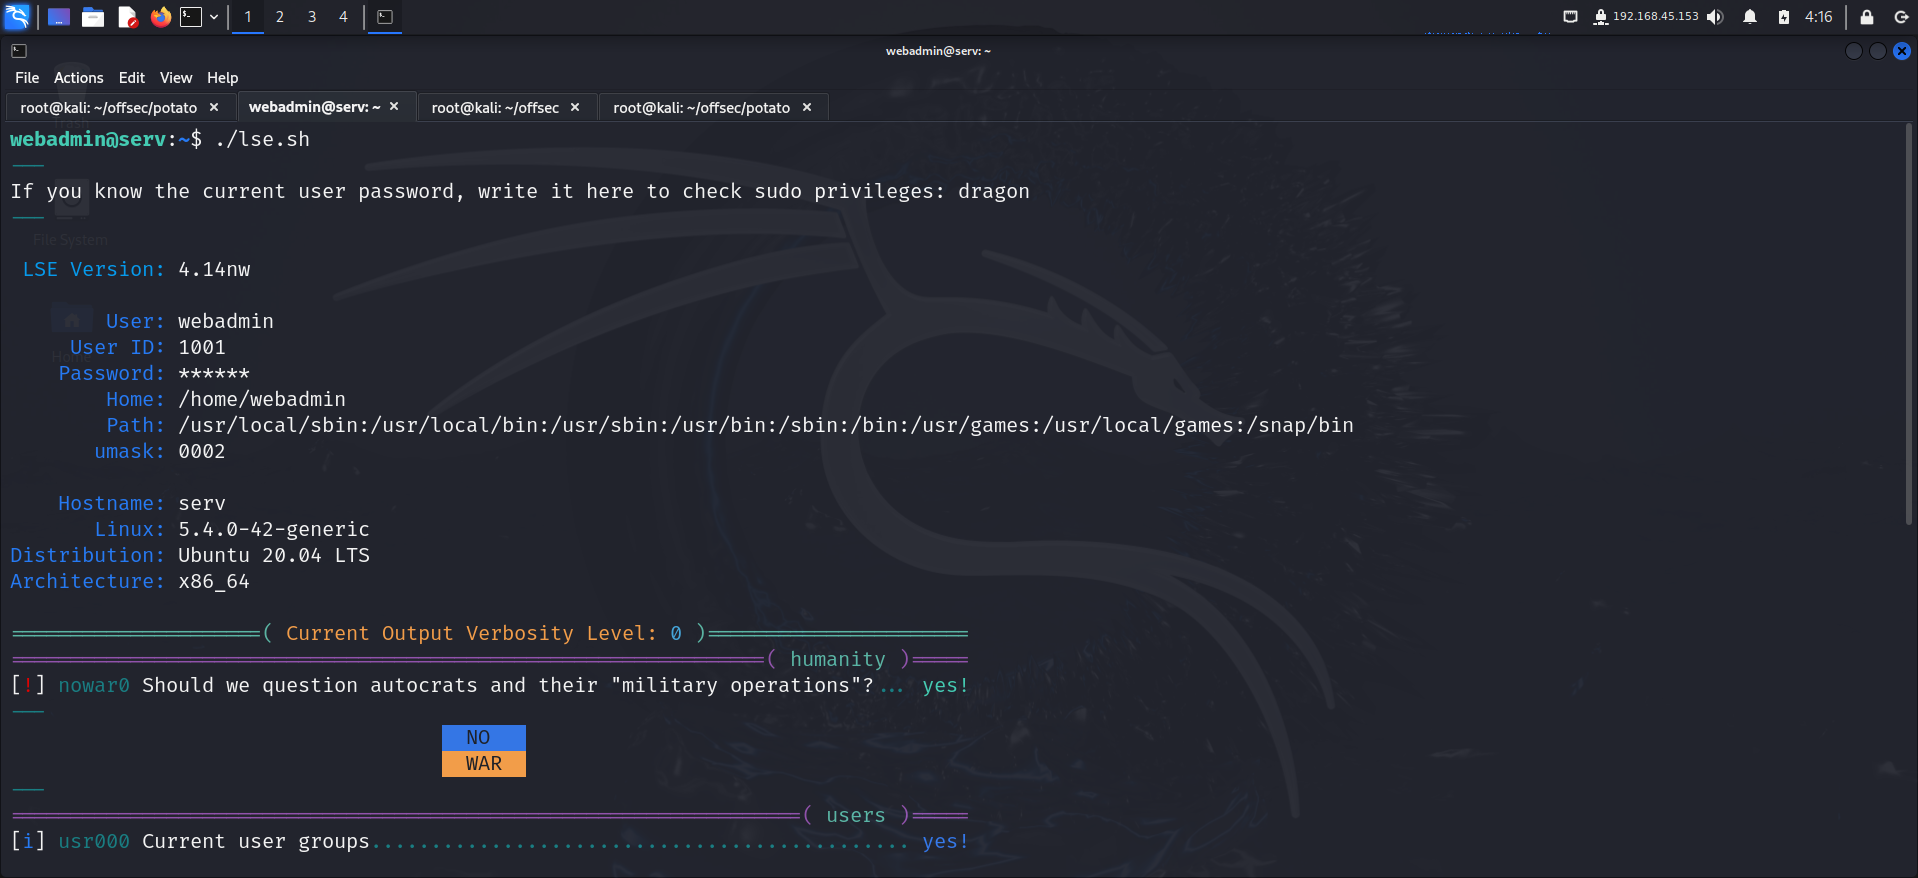 1 2 3 4 192.168.45.153 4:16
webadmin@serv: ~
File Actions Edit View Help
root@kali: ~/offsec/potato × webadmin@serv: ~ × root@kali: ~/offsec × root@kali: ~/offsec/potato ×
webadmin@serv:~$ ./lse.sh
If you know the current user password, write it here to check sudo privileges: dragon
File System
LSE Version: 4.14nw
User: webadmin
User ID: 1001
Home
Password: ******
Home: /home/webadmin
Path: /usr/local/sbin:/usr/local/bin:/usr/sbin:/usr/bin:/sbin:/bin:/usr/games:/usr/local/games:/snap/bin
umask: 0002
Hostname: serv
Linux: 5.4.0-42-generic
Distribution: Ubuntu 20.04 LTS
Architecture: x86_64
=====================( Current Output Verbosity Level: 0 )======================
===============================================================( humanity )=====
[!] nowar0 Should we question autocrats and their "military operations"?... yes!
---
NO
WAR
---
==================================================================( users )=====
[i] usr000 Current user groups............................................. yes!